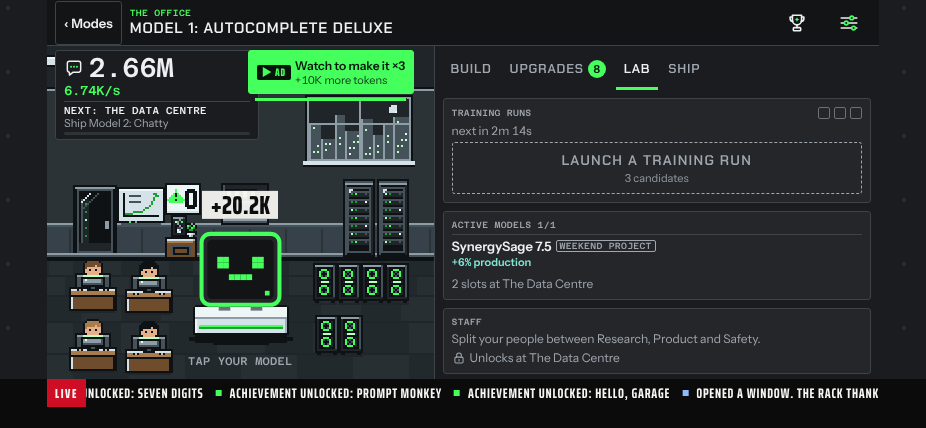 ‹ Modes
THE OFFICE
MODEL 1: AUTOCOMPLETE DELUXE
2.66M
6.74K/s
NEXT: THE DATA CENTRE
Ship Model 2: Chatty
AD
Watch to make it ×3
+10K more tokens
+20.2K
TAP YOUR MODEL
BUILD
UPGRADES 8
LAB
SHIP
TRAINING RUNS
next in 2m 14s
LAUNCH A TRAINING RUN
3 candidates
ACTIVE MODELS 1/1
SynergySage 7.5 WEEKEND PROJECT
+6% production
2 slots at The Data Centre
STAFF
Split your people between Research, Product and Safety.
Unlocks at The Data Centre
LIVE
NLOCKED: SEVEN DIGITS ACHIEVEMENT UNLOCKED: PROMPT MONKEY ACHIEVEMENT UNLOCKED: HELLO, GARAGE OPENED A WINDOW. THE RACK THANK